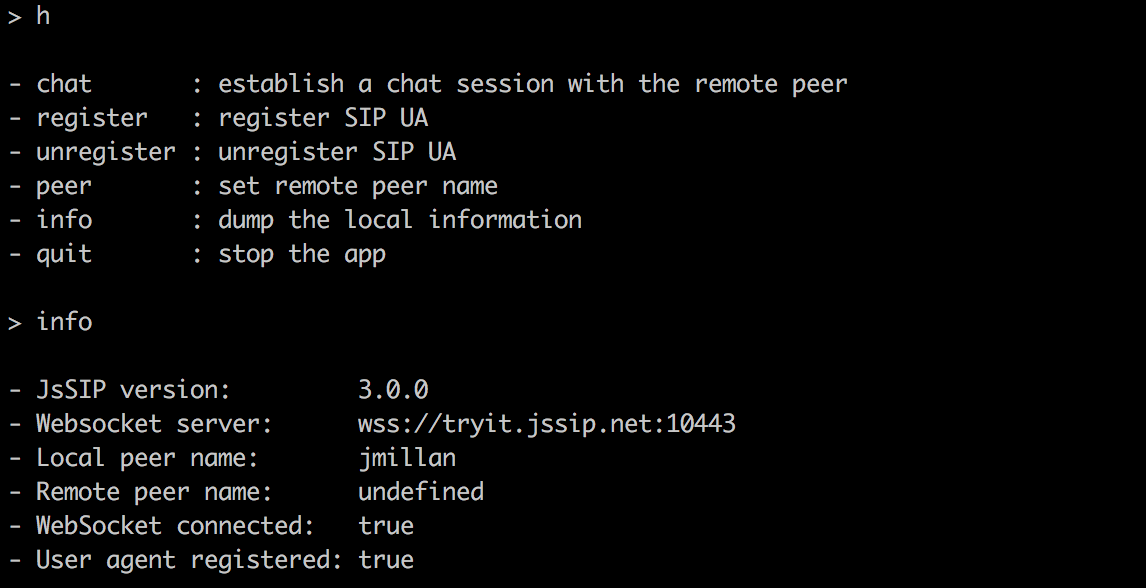 > h
- chat       : establish a chat session with the remote peer
- register   : register SIP UA
- unregister : unregister SIP UA
- peer       : set remote peer name
- info       : dump the local information
- quit       : stop the app
> info
- JsSIP version:         3.0.0
- Websocket server:      wss://tryit.jssip.net:10443
- Local peer name:       jmillan
- Remote peer name:      undefined
- WebSocket connected:   true
- User agent registered: true